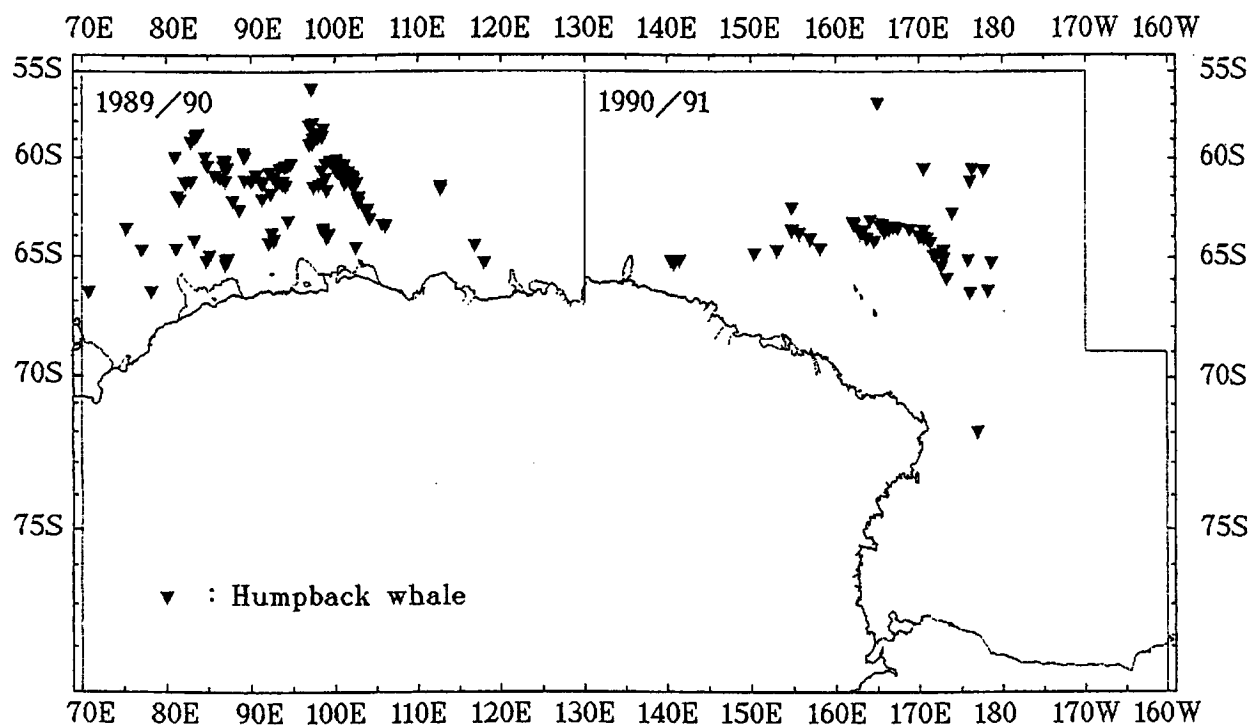 70E 80E 90E 100E 110E 120E 130E 140E 150E 160E 170E 180 170W 160W
55S 55S
1989/90 1990/91
60S 60S
65S 65S
70S 70S
75S 75S
▼ : Humpback whale
70E 80E 90E 100E 110E 120E 130E 140E 150E 160E 170E 180 170W 160W